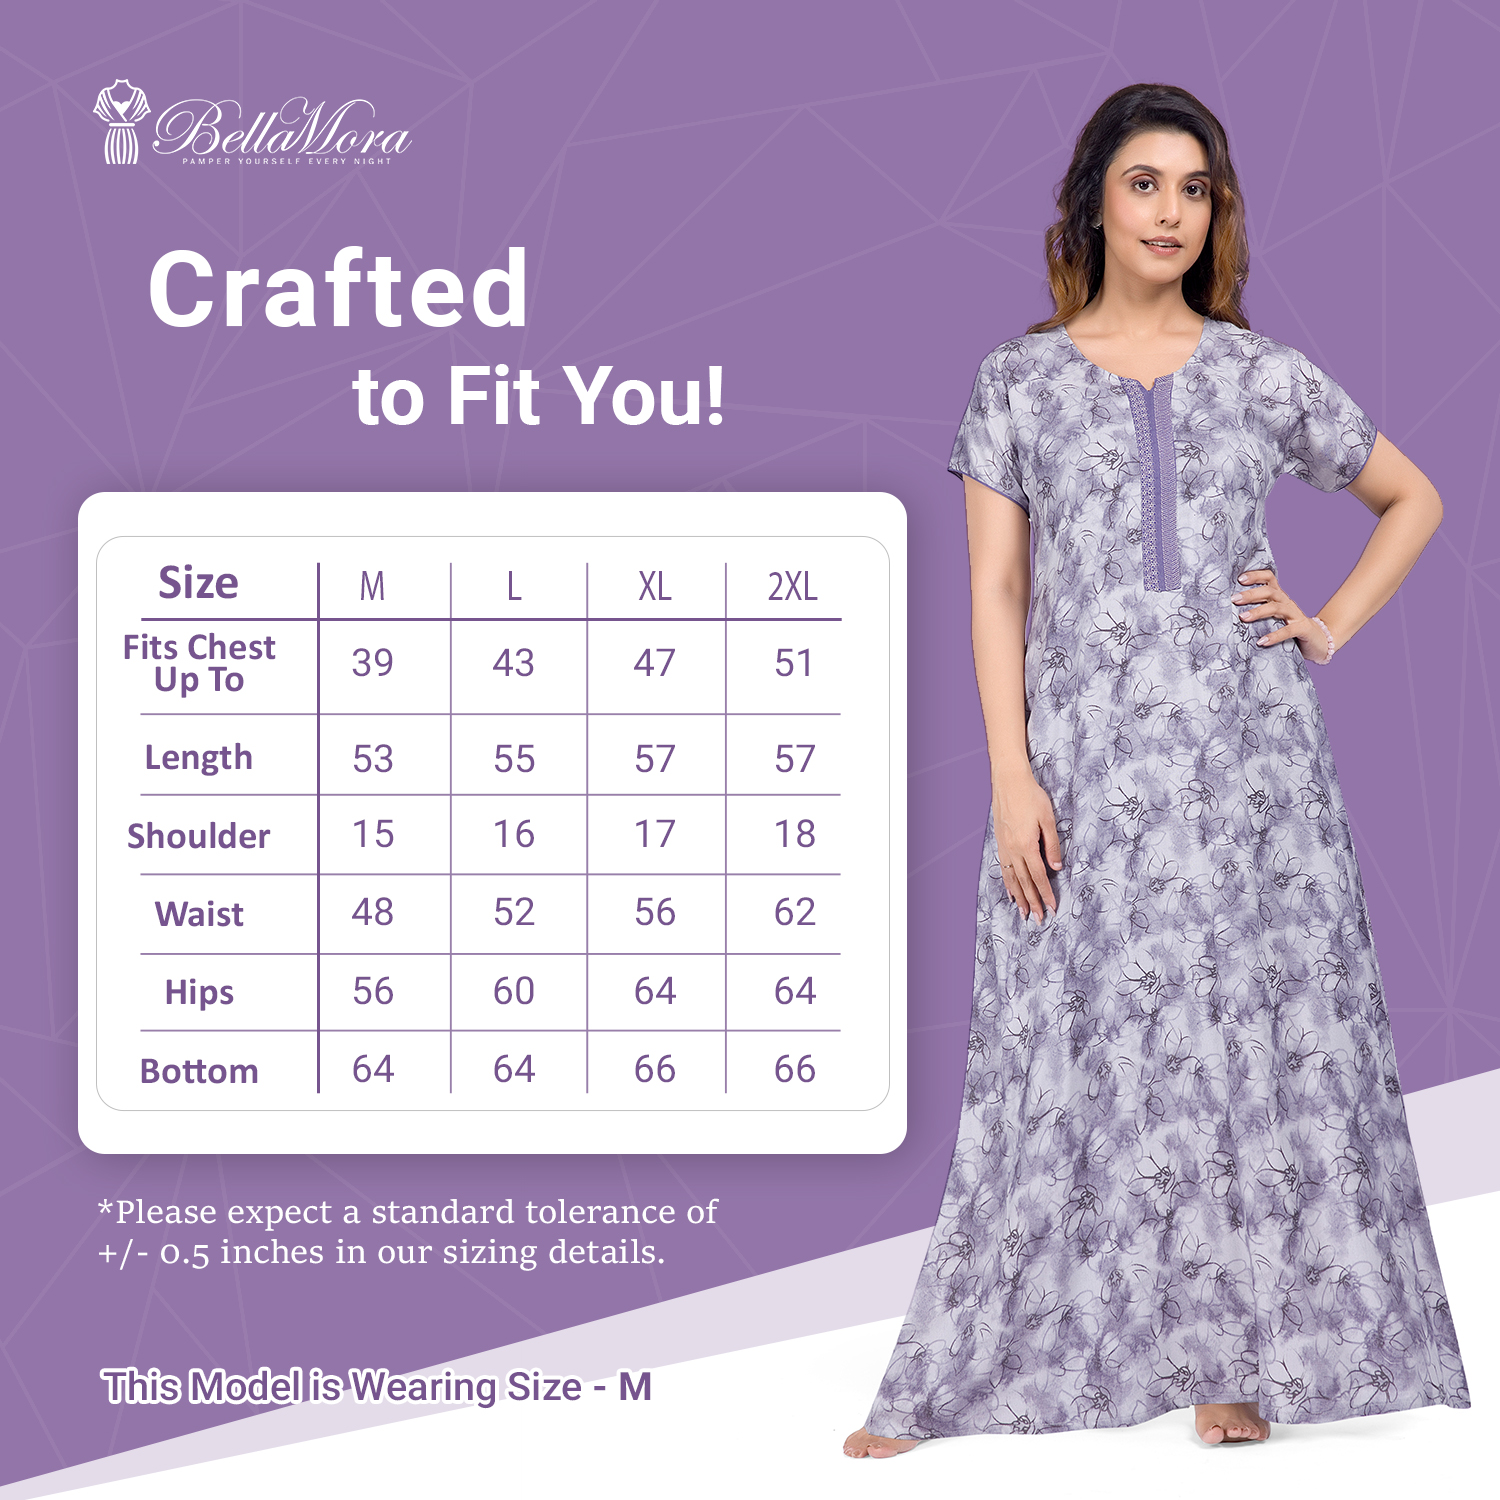 BellaMora
PAMPER YOURSELF EVERY NIGHT
Crafted
to Fit You!
Size M L XL 2XL
Fits Chest
Up To 39 43 47 51
Length 53 55 57 57
Shoulder 15 16 17 18
Waist 48 52 56 62
Hips 56 60 64 64
Bottom 64 64 66 66
*Please expect a standard tolerance of
+/- 0.5 inches in our sizing details.
This Model is Wearing Size - M